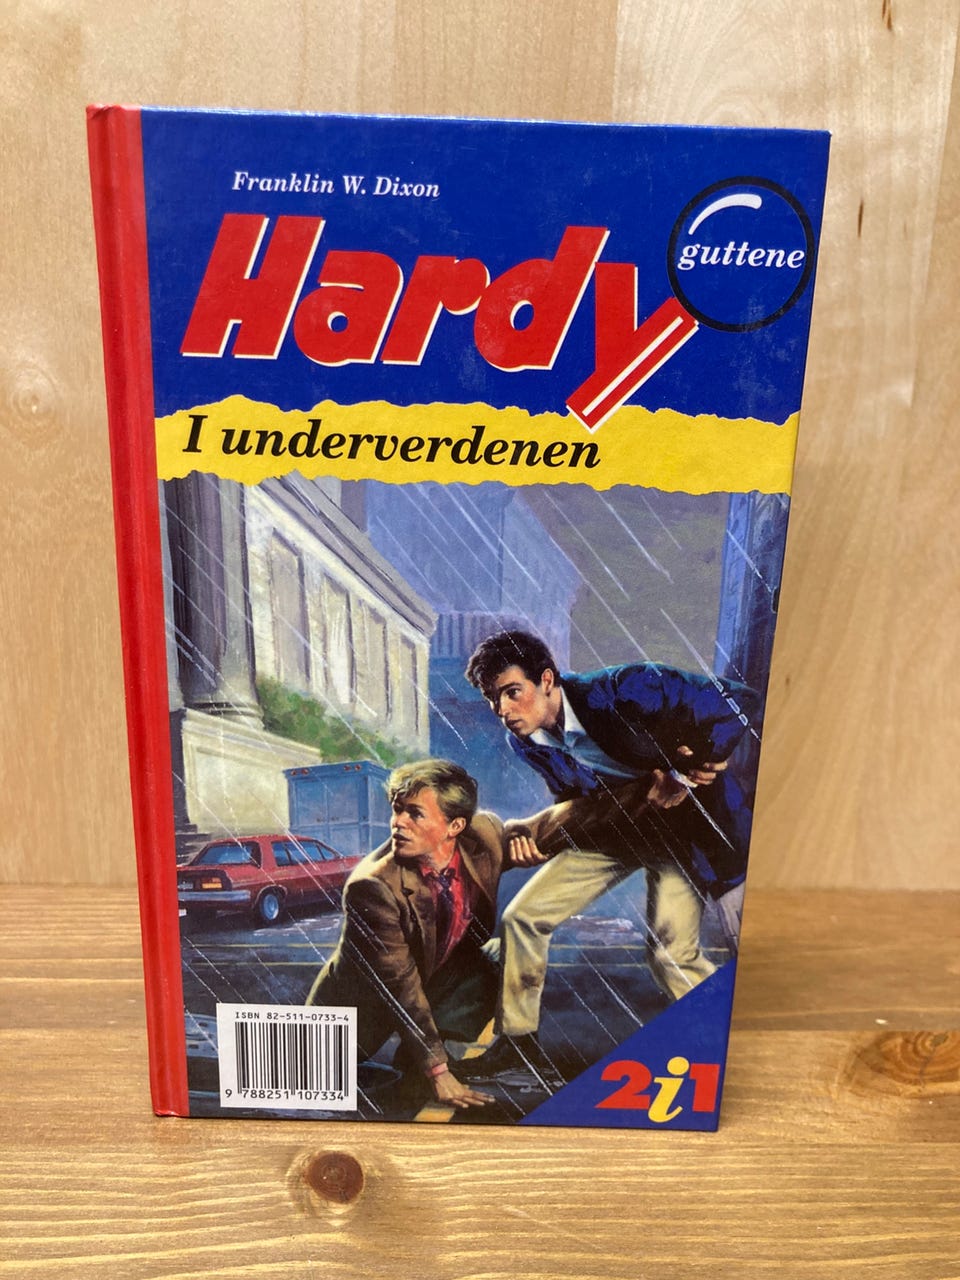 Franklin W. Dixon
Hardy
guttene
I underverdenen
ISBN 82-511-0733-4
9 788251 107334
2i1